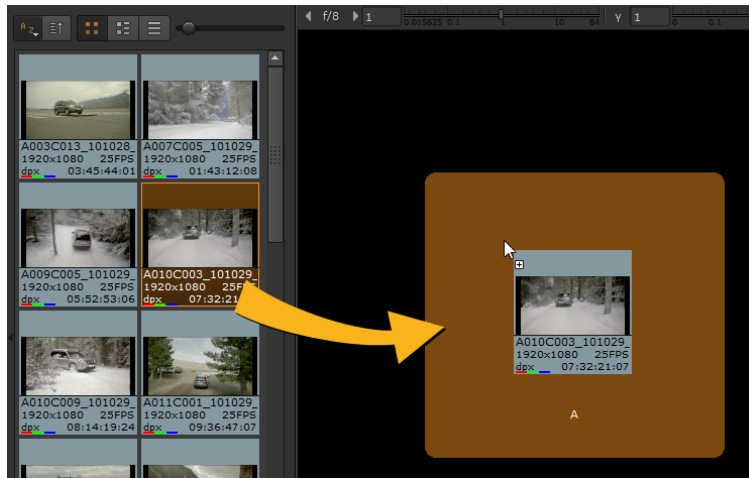 A
Z
f/8
1
0.015625 0.1 1 10 64
Y 1
0 0.1
A003C013_101028_
1920x1080 25FPS
dpx 03:45:44:01
A007C005_101029_
1920x1080 25FPS
dpx 01:43:12:08
A009C005_101029_
1920x1080 25FPS
dpx 05:52:53:06
A010C003_101029_
1920x1080 25FPS
dpx 07:32:21
A010C009_101029_
1920x1080 25FPS
dpx 08:14:19:24
A011C001_101029_
1920x1080 25FPS
dpx 09:36:47:07
A010C003_101029_
1920x1080 25FPS
dpx 07:32:21:07
A